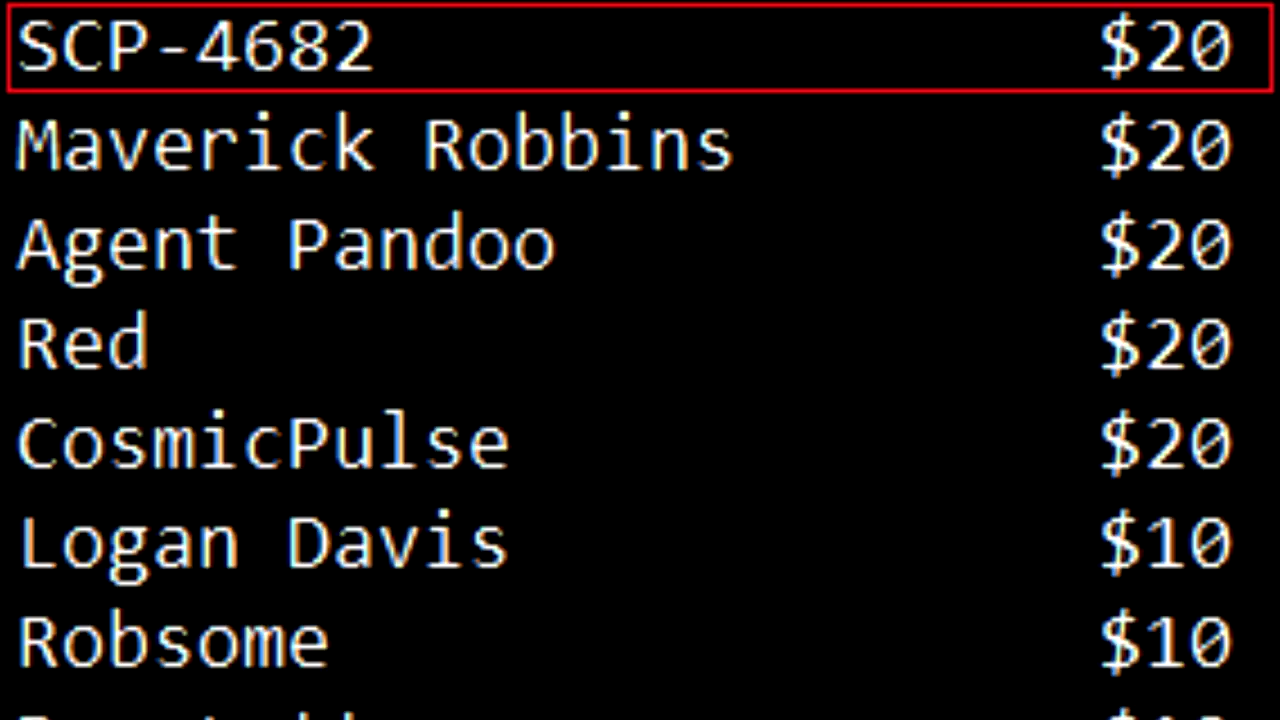 SCP-4682 $20
Maverick Robbins $20
Agent Pandoo $20
Red $20
CosmicPulse $20
Logan Davis $10
Robsome $10